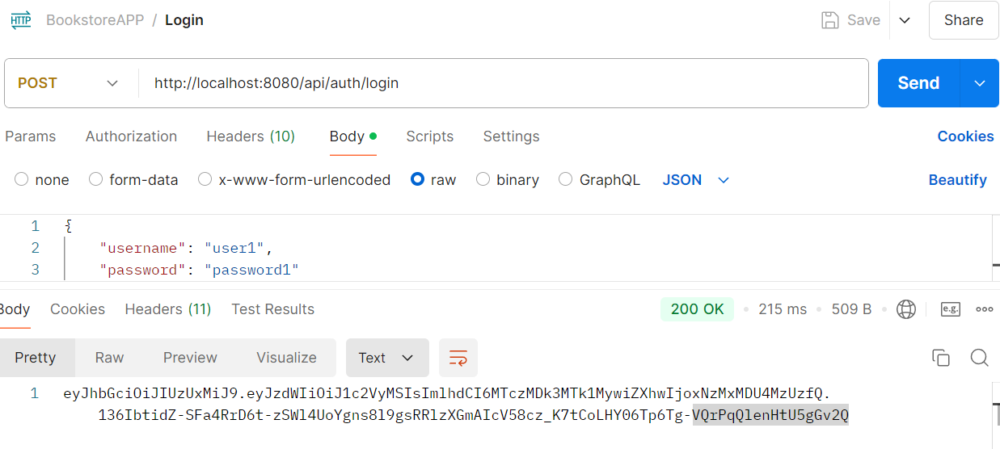 HTTP BookstoreAPP / Login Save Share
POST http://localhost:8080/api/auth/login Send
Params Authorization Headers (10) Body Scripts Settings Cookies
none form-data x-www-form-urlencoded raw binary GraphQL JSON Beautify
1 {
2 "username": "user1",
3 "password": "password1"
Body Cookies Headers (11) Test Results 200 OK 215 ms 509 B e.g.
Pretty Raw Preview Visualize Text
1 eyJhbGciOiJIUzUxMiJ9.eyJzdWIiOiJ1c2VyMSIsImlhdCI6MTczMDk3MTk1MywiZXhwIjoxNzMxMDU4MzUzfQ.
136IbtidZ-SFa4RrD6t-zSWl4UoYgns8l9gsRRlzXGmAIcV58cz_K7tCoLHY06Tp6Tg-VQrPqQlenHtU5gGv2Q